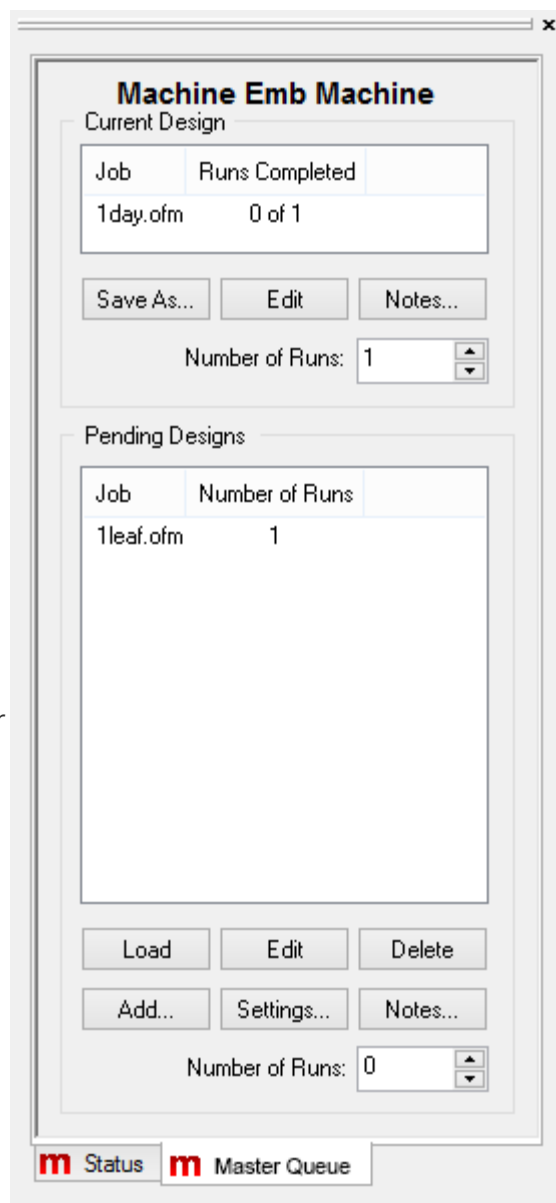 Machine Emb Machine
Current Design
Job Runs Completed
1day.ofm 0 of 1
Save As... Edit Notes...
Number of Runs: 1
Pending Designs
Job Number of Runs
1leaf.ofm 1
r
Load Edit Delete
Add... Settings... Notes...
Number of Runs: 0
m Status m Master Queue